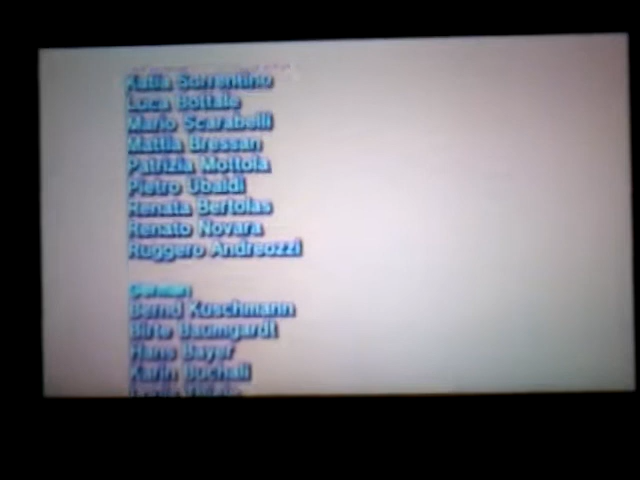 Katia Sorrentino
Luca Bottale
Mario Scarabelli
Mattia Bressan
Patrizia Mottola
Pietro Ubaldi
Renata Bertolas
Renato Novara
Ruggero Andreozzi
German
Bernd Kuschmann
Birte Baumgardt
Hans Bayer
Karin Buchali